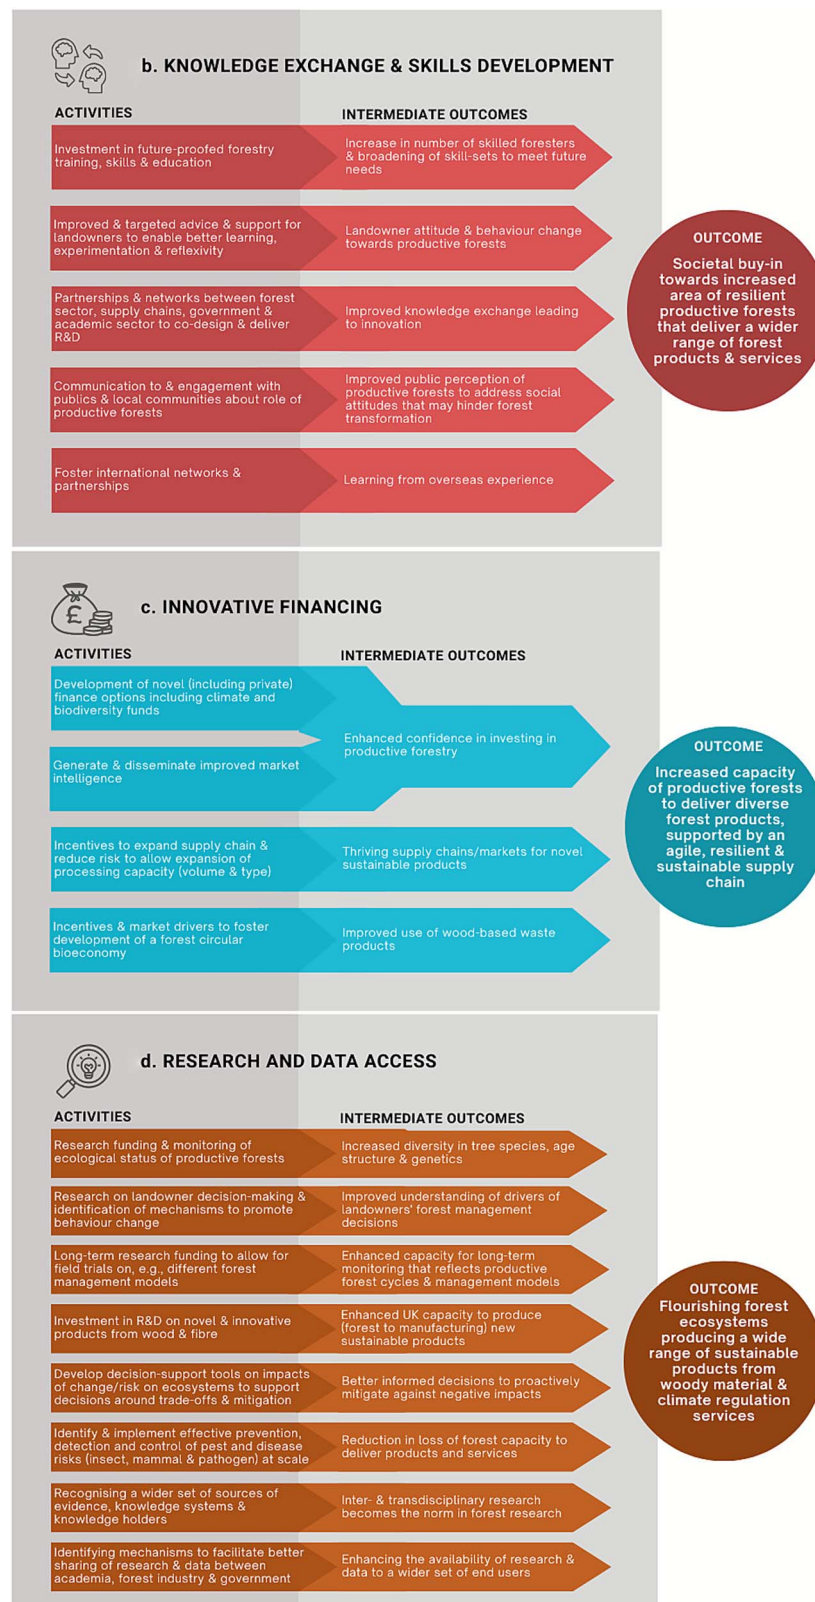 b. KNOWLEDGE EXCHANGE & SKILLS DEVELOPMENT
ACTIVITIES
INTERMEDIATE OUTCOMES
Investment in future-proofed forestry
training, skills & education
Increase in number of skilled foresters
& broadening of skill-sets to meet future
needs
Improved & targeted advice & support for
landowners to enable better learning,
experimentation & reflexivity
Landowner attitude & behaviour change
towards productive forests
Partnerships & networks between forest
sector, supply chains, government &
academic sector to co-design & deliver
R&D
Improved knowledge exchange leading
to innovation
Communication to & engagement with
publics & local communities about role of
productive forests
Improved public perception of
productive forests to address social
attitudes that may hinder forest
transformation
Foster international networks &
partnerships
Learning from overseas experience
OUTCOME
Societal buy-in
towards increased
area of resilient
productive forests
that deliver a wider
range of forest
products & services
c. INNOVATIVE FINANCING
£
ACTIVITIES
INTERMEDIATE OUTCOMES
Development of novel (including private)
finance options including climate and
biodiversity funds
Generate & disseminate improved market
intelligence
Enhanced confidence in investing in
productive forestry
Incentives to expand supply chain &
reduce risk to allow expansion of
processing capacity (volume & type)
Thriving supply chains/markets for novel
sustainable products
Incentives & market drivers to foster
development of a forest circular
bioeconomy
Improved use of wood-based waste
products
OUTCOME
Increased capacity
of productive forests
to deliver diverse
forest products,
supported by an
agile, resilient &
sustainable supply
chain
d. RESEARCH AND DATA ACCESS
ACTIVITIES
INTERMEDIATE OUTCOMES
Research funding & monitoring of
ecological status of productive forests
Increased diversity in tree species, age
structure & genetics
Research on landowner decision-making &
identification of mechanisms to promote
behaviour change
Improved understanding of drivers of
landowners' forest management
decisions
Long-term research funding to allow for
field trials on, e.g., different forest
management models
Enhanced capacity for long-term
monitoring that reflects productive
forest cycles & management models
Investment in R&D on novel & innovative
products from wood & fibre
Enhanced UK capacity to produce
(forest to manufacturing) new
sustainable products
Develop decision-support tools on impacts
of change/risk on ecosystems to support
decisions around trade-offs & mitigation
Better informed decisions to proactively
mitigate against negative impacts
Identify & implement effective prevention,
detection and control of pest and disease
risks (insect, mammal & pathogen) at scale
Reduction in loss of forest capacity to
deliver products and services
Recognising a wider set of sources of
evidence, knowledge systems &
knowledge holders
Inter- & transdisciplinary research
becomes the norm in forest research
Identifying mechanisms to facilitate better
sharing of research & data between
academia, forest industry & government
Enhancing the availability of research &
data to a wider set of end users
OUTCOME
Flourishing forest
ecosystems
producing a wide
range of sustainable
products from
woody material &
climate regulation
services